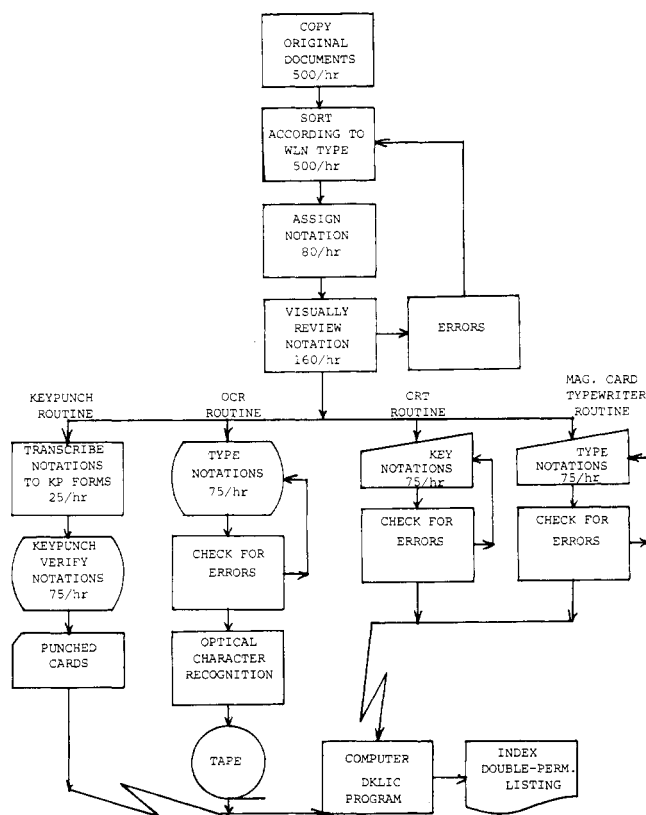 COPY
ORIGINAL
DOCUMENTS
500/hr
SORT
ACCORDING TO
WLN TYPE
500/hr
ASSIGN
NOTATION
80/hr
VISUALLY
REVIEW
NOTATION
160/hr
ERRORS
KEYPUNCH
ROUTINE
OCR
ROUTINE
CRT
ROUTINE
MAG. CARD
TYPEWRITER
ROUTINE
TRANSCRIBE
NOTATIONS
TO KP FORMS
25/hr
TYPE
NOTATIONS
75/hr
KEY
NOTATIONS
75/hr
TYPE
NOTATIONS
75/hr
KEYPUNCH
VERIFY
NOTATIONS
75/hr
CHECK FOR
ERRORS
CHECK FOR
ERRORS
CHECK FOR
ERRORS
PUNCHED
CARDS
OPTICAL
CHARACTER
RECOGNITION
TAPE
COMPUTER
DKLIC
PROGRAM
INDEX
DOUBLE-PERM.
LISTING